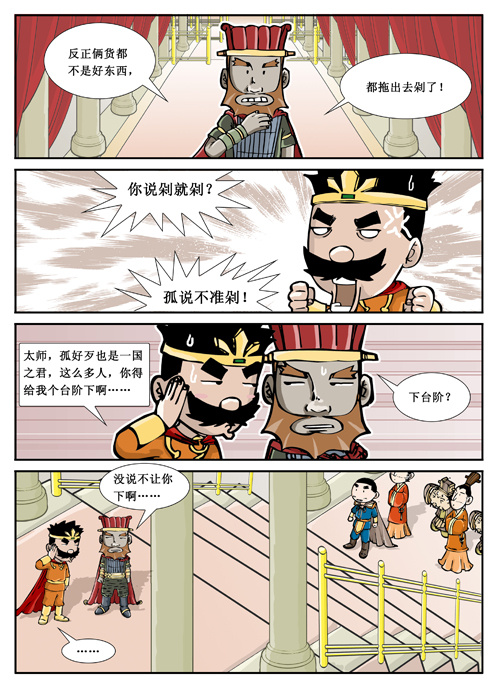 反正俩货都
不是好东西，
都拖出去剁了！
你说剁就剁？
孤说不准剁！
太师，孤好歹也是一国
之君，这么多人，你得
给我个台阶下啊……
下台阶？
没说不让你
下啊……
……